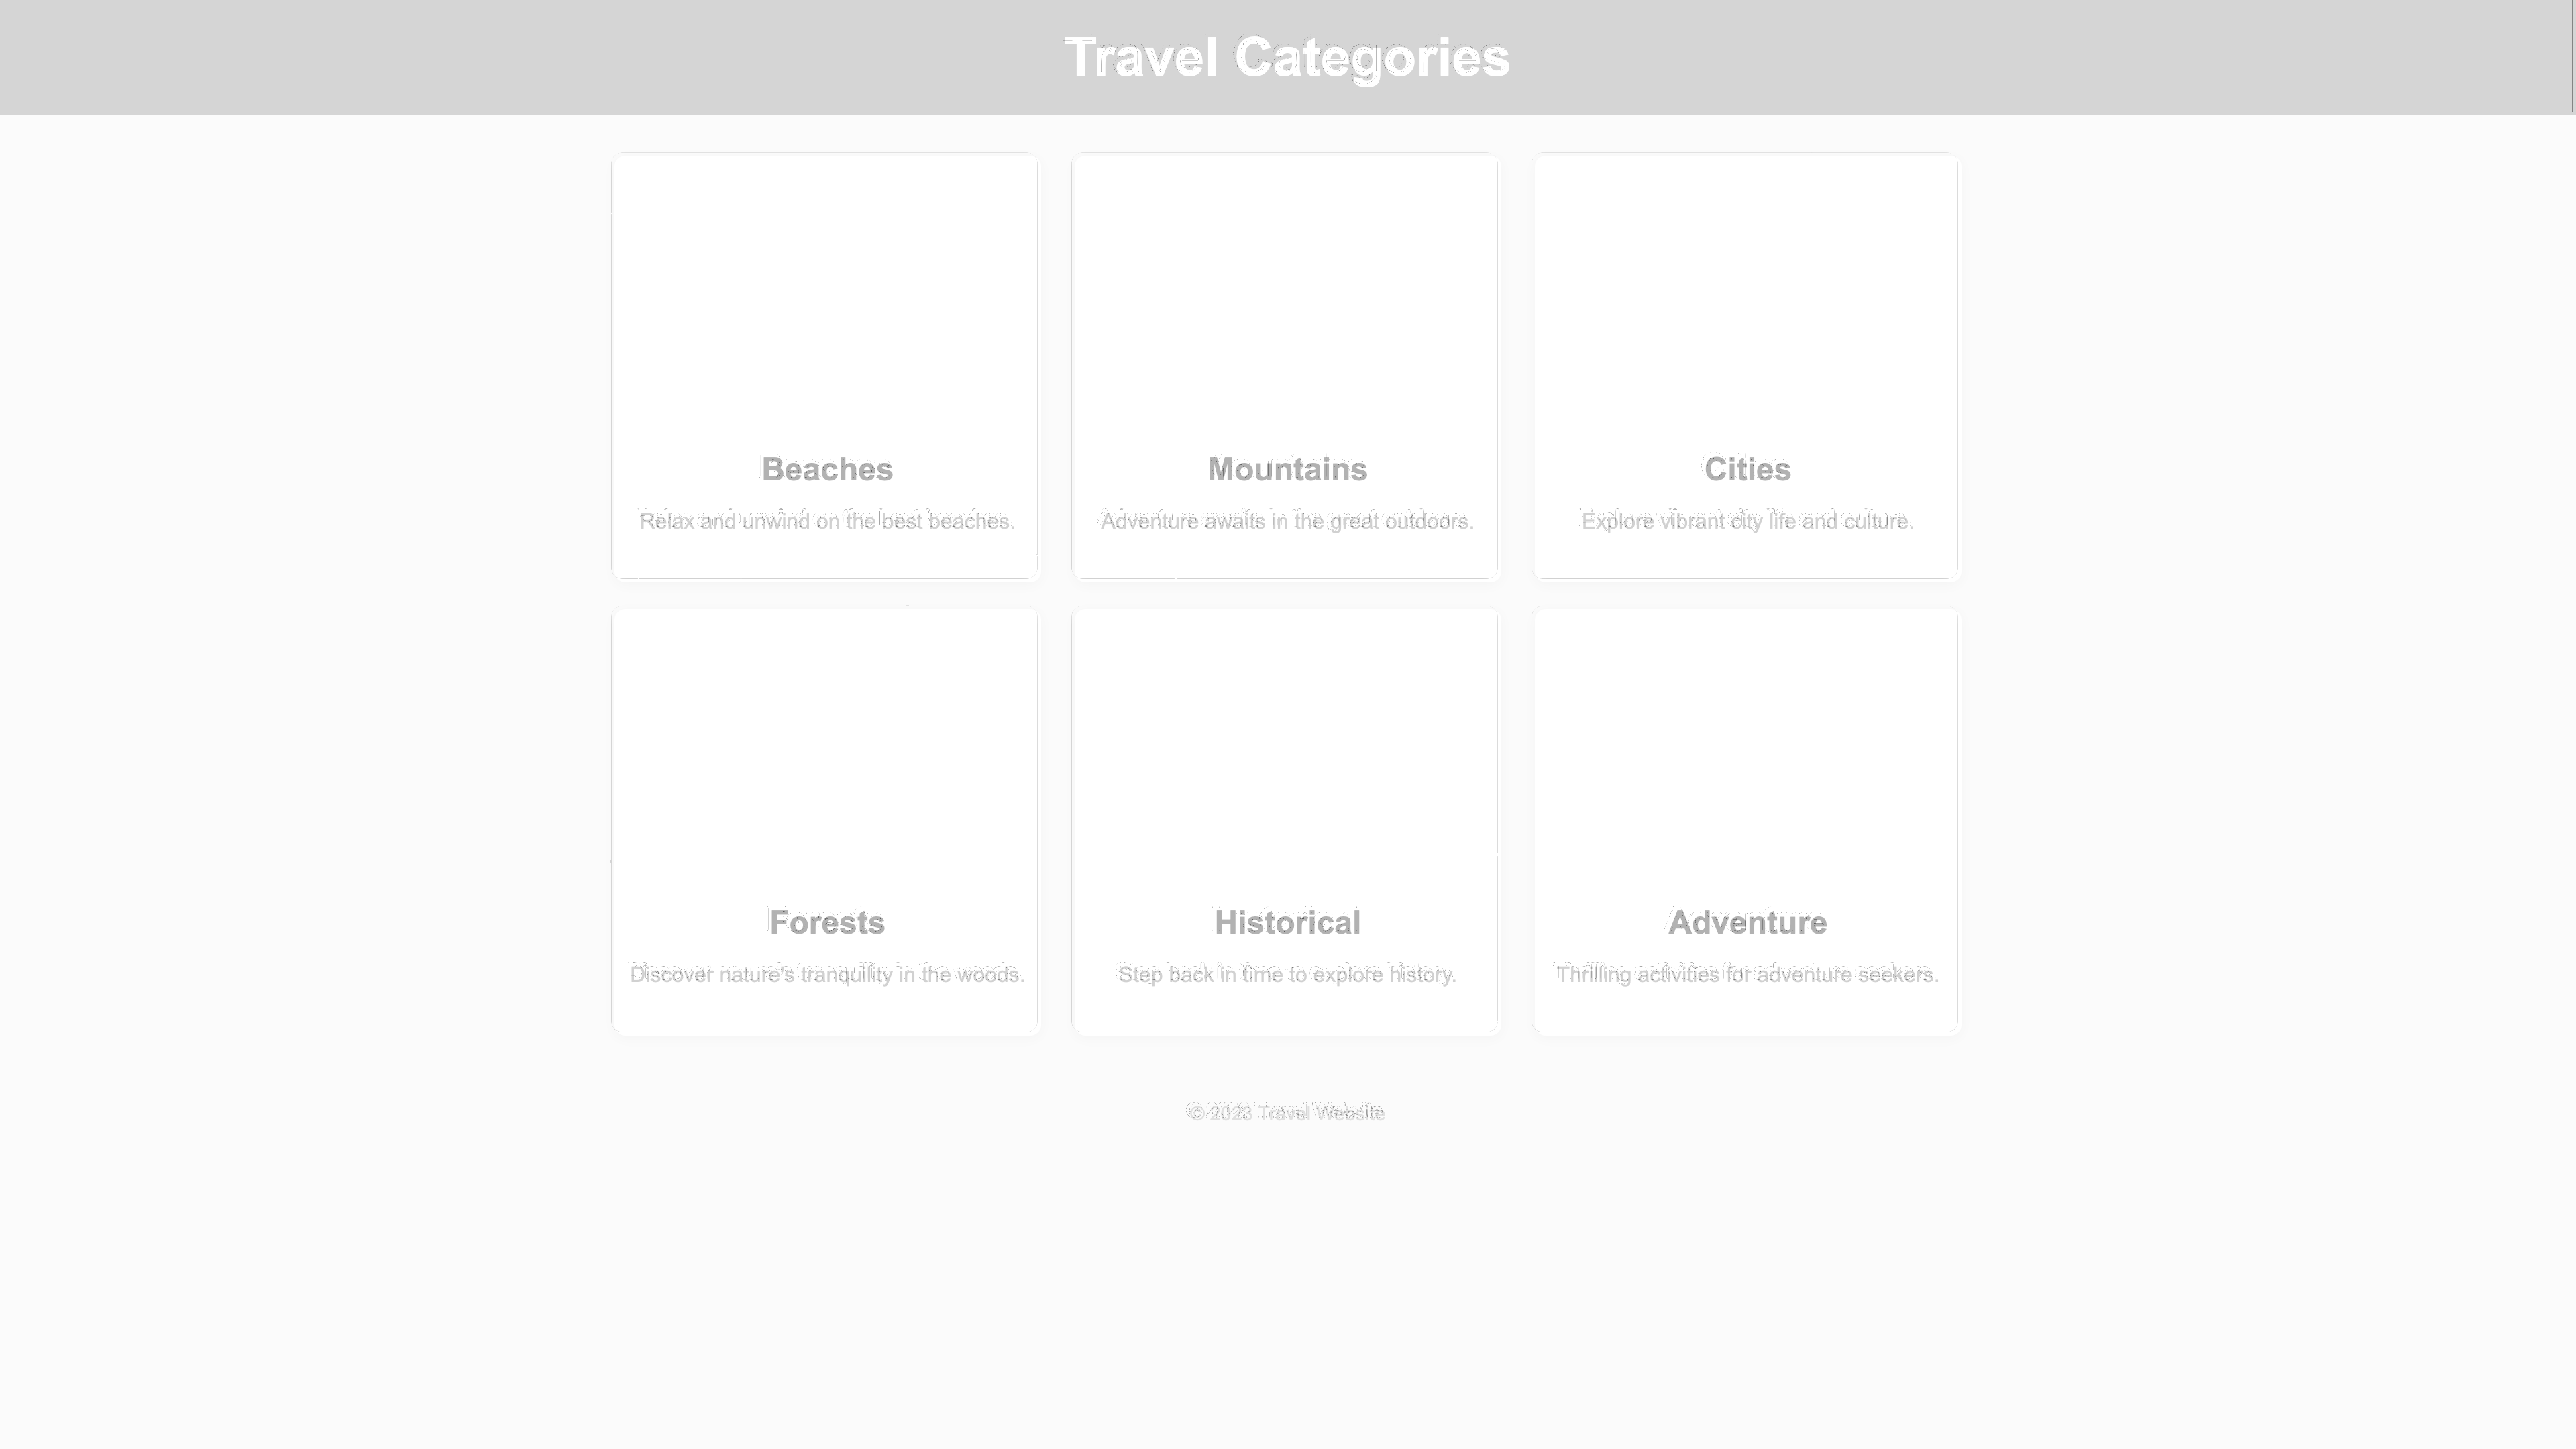 Travel Categories
Beaches
Relax and unwind on the best beaches.
Mountains
Adventure awaits in the great outdoors.
Cities
Explore vibrant city life and culture.
Forests
Discover nature's tranquility in the woods.
Historical
Step back in time to explore history.
Adventure
Thrilling activities for adventure seekers.
© 2023 Travel Website